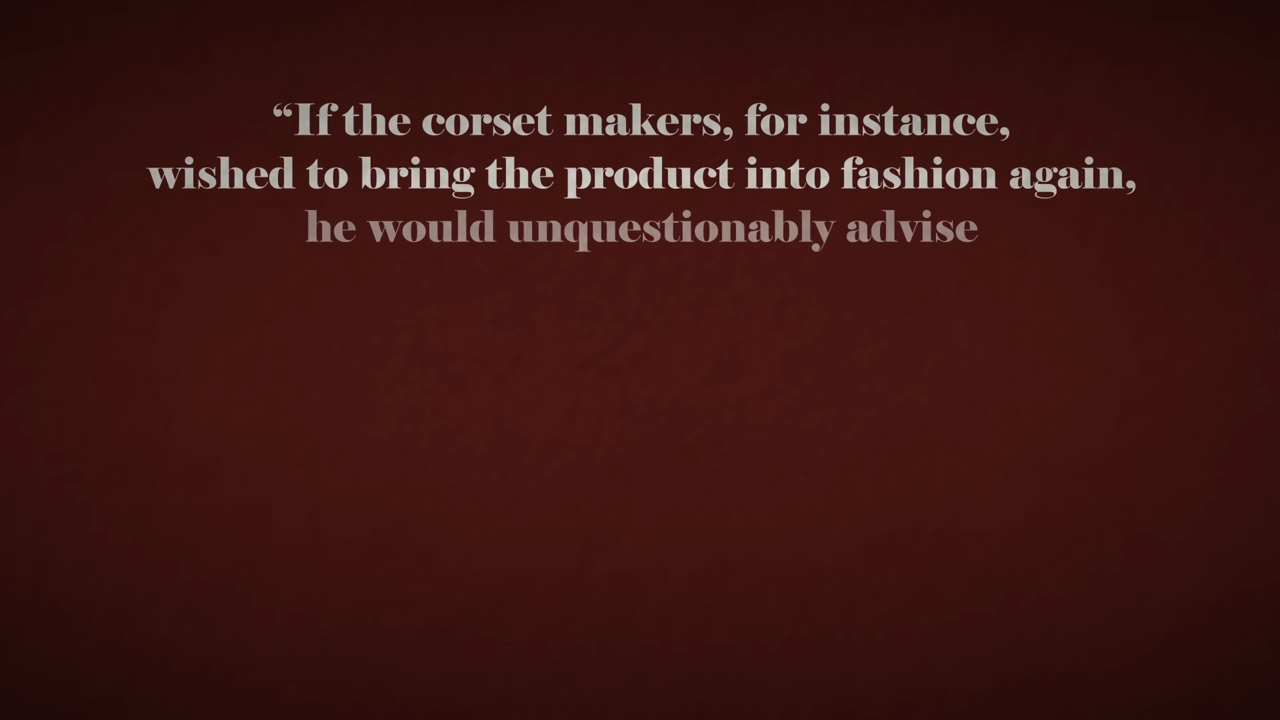 “If the corset makers, for instance,
wished to bring the product into fashion again,
he would unquestionably advise